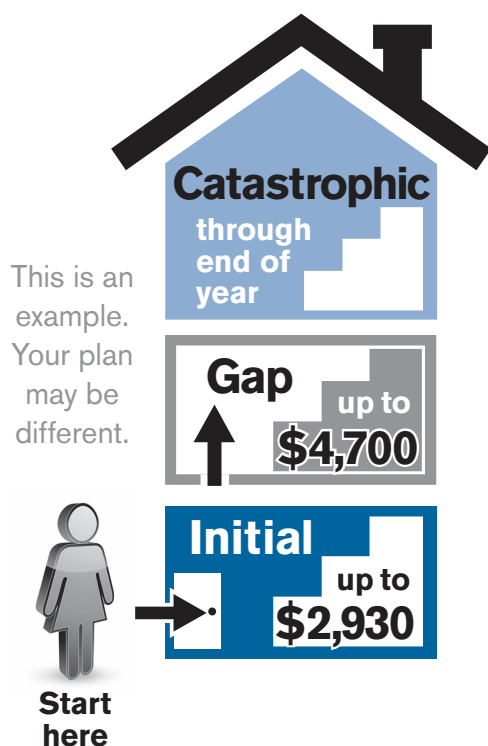 Catastrophic
through
end of
year
This is an
example.
Your plan
may be
different.
Gap
up to
$4,700
Initial
up to
$2,930
Start
here